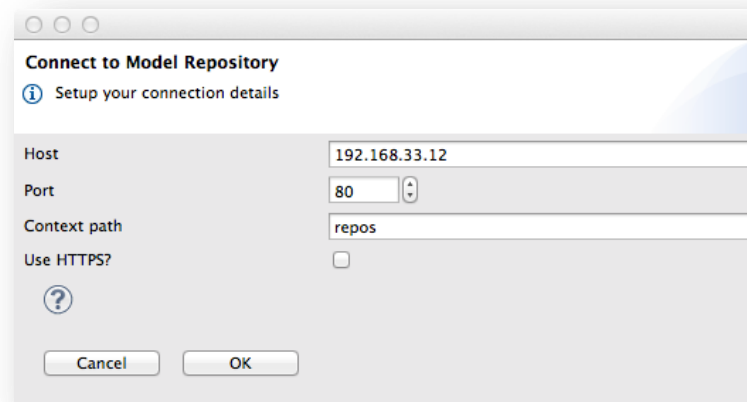 Connect to Model Repository
Setup your connection details
Host 192.168.33.12
Port 80
Context path repos
Use HTTPS?
?
Cancel OK